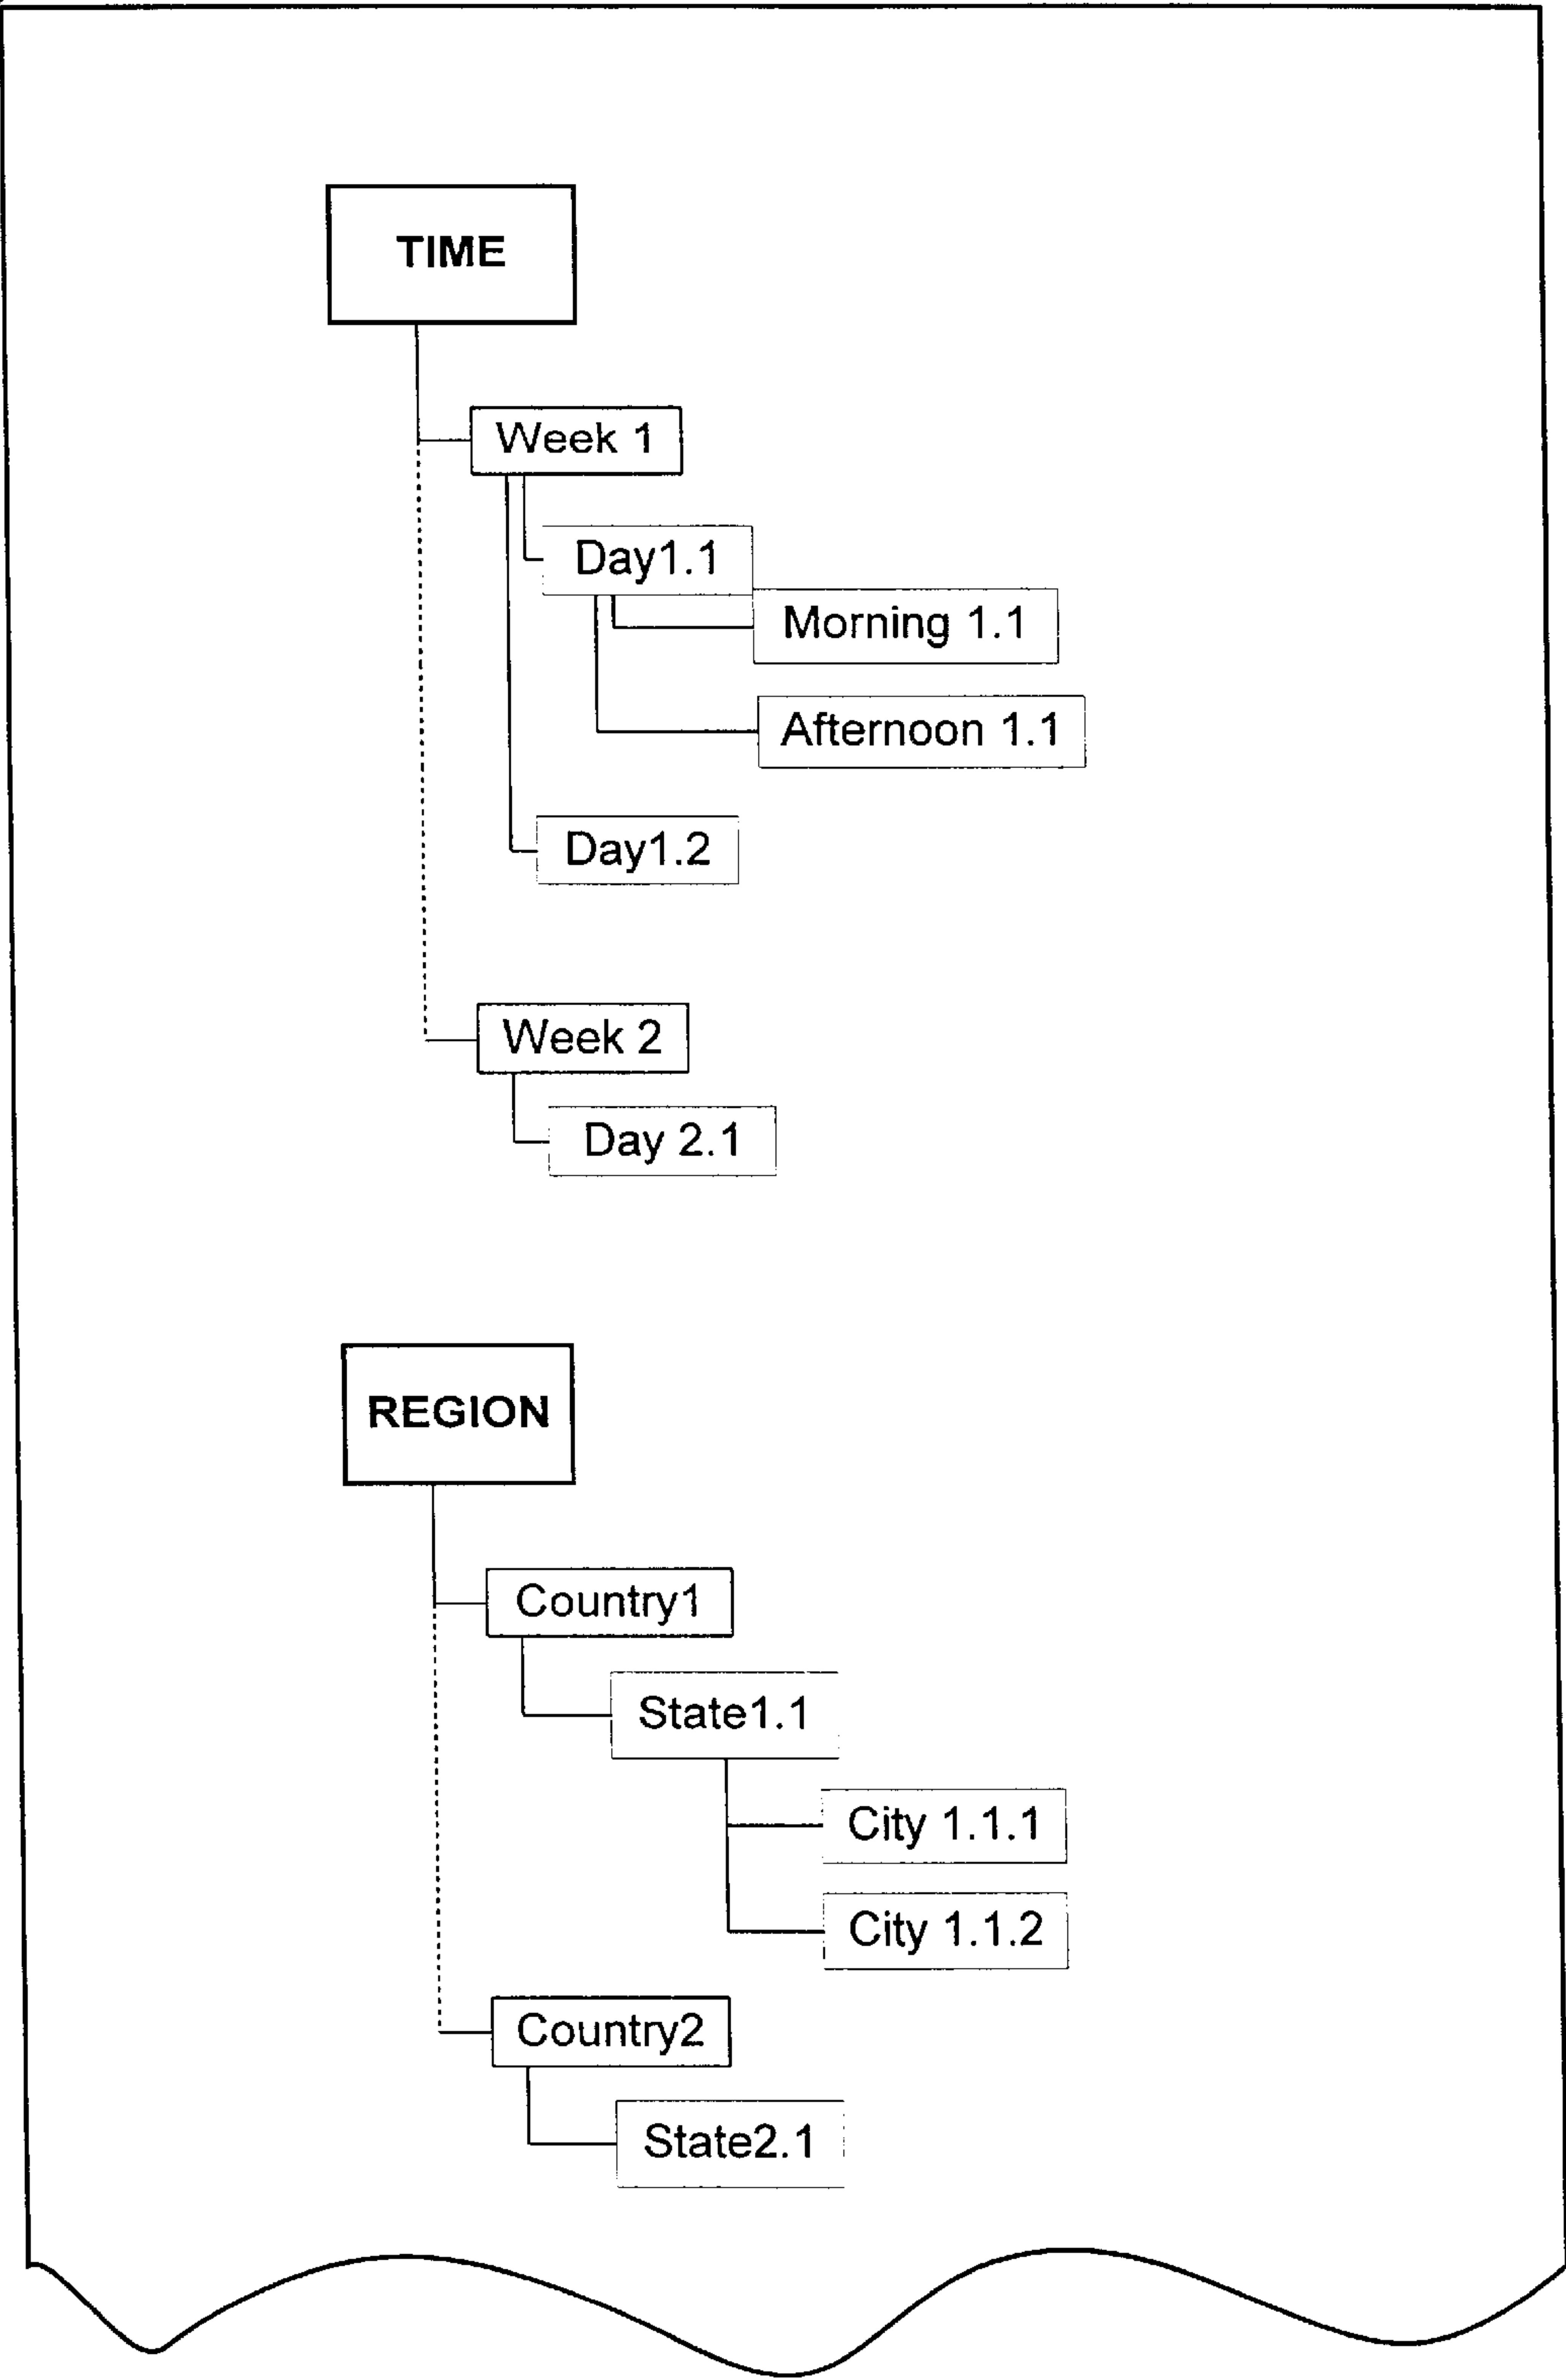 TIME
Week 1
Day1.1
Morning 1.1
Afternoon 1.1
Day1.2
Week 2
Day 2.1
REGION
Country1
State1.1
City 1.1.1
City 1.1.2
Country2
State2.1